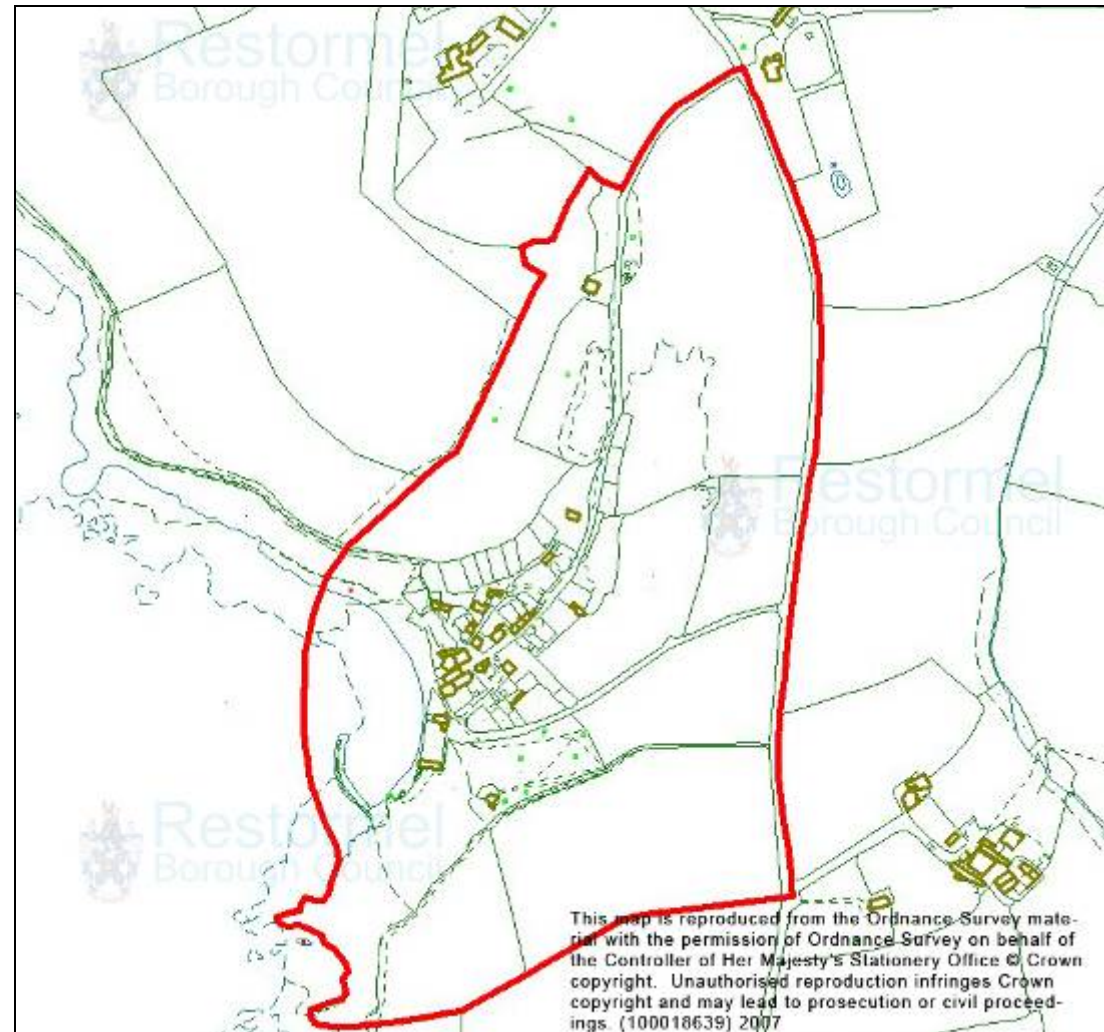 Restormel
Borough Council
Restormel
Borough Council
Restormel
Borough Council
This map is reproduced from the Ordnance Survey mate-
rial with the permission of Ordnance Survey on behalf of
the Controller of Her Majesty's Stationery Office © Crown
copyright. Unauthorised reproduction infringes Crown
copyright and may lead to prosecution or civil proceed-
ings. (100018639) 2007